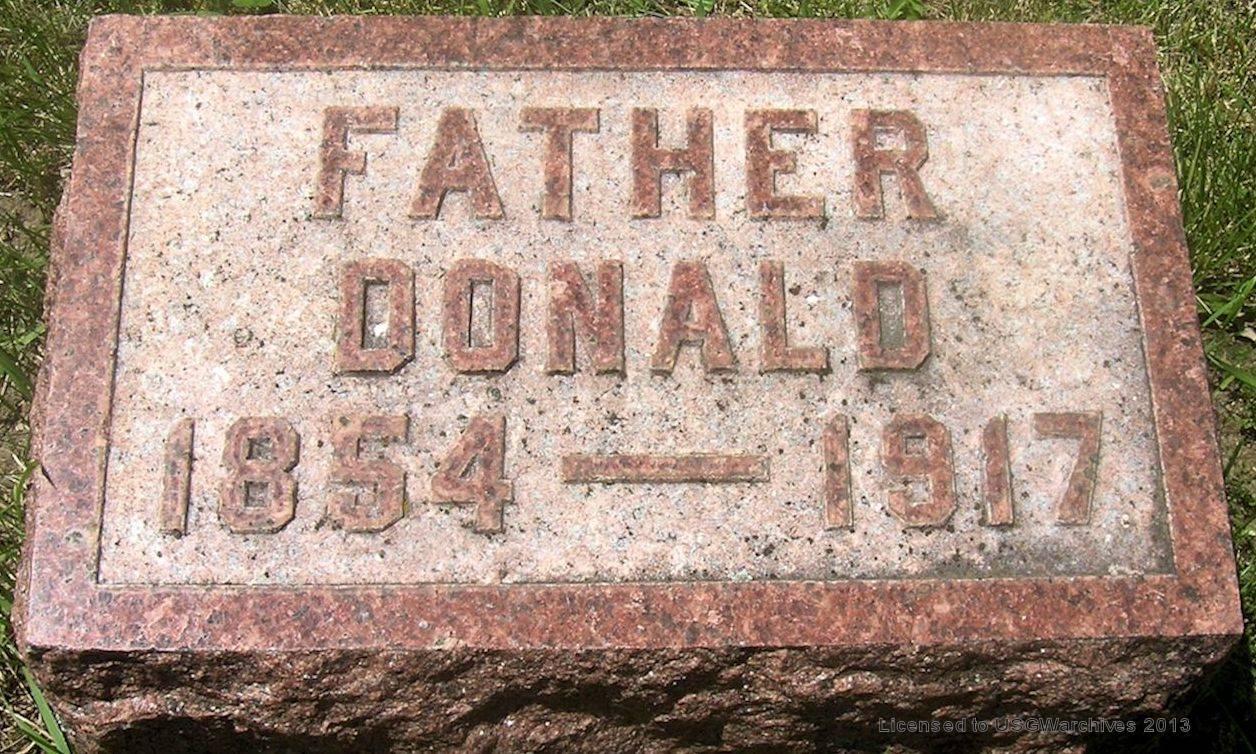 FATHER
DONALD
1854 — 1917
Licensed to USGWarchives 2013